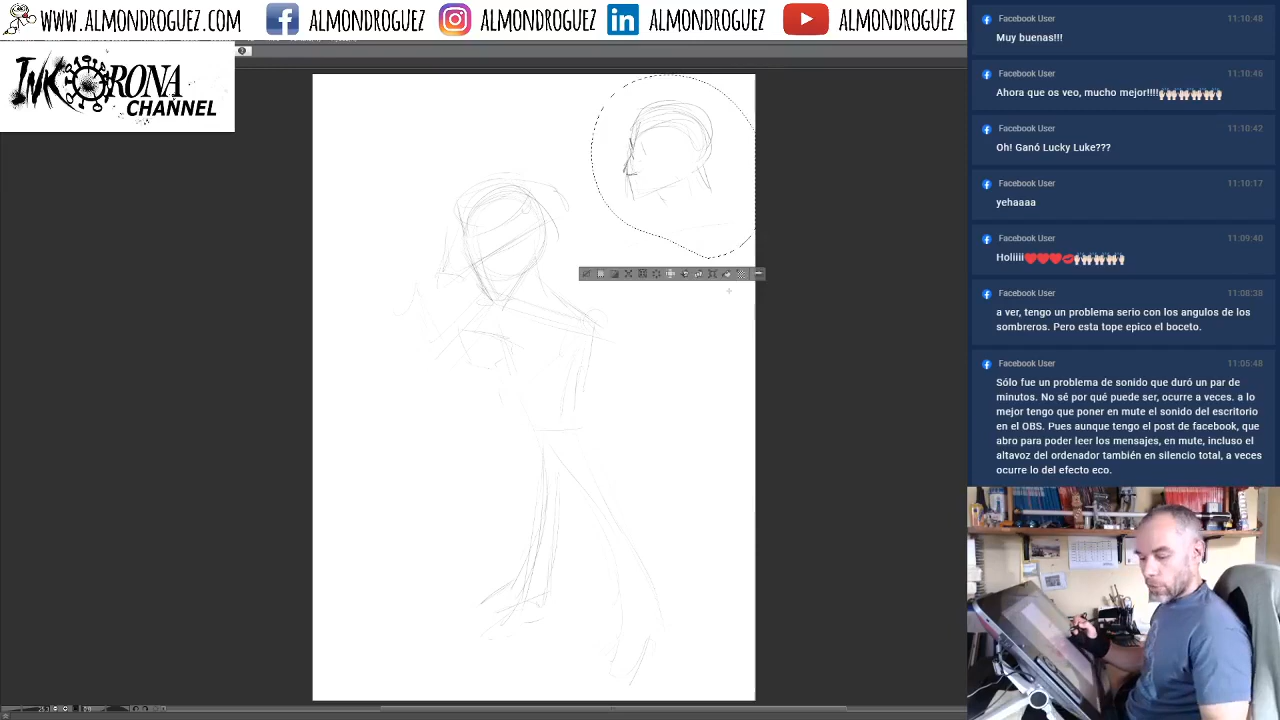 WWW.ALMONDROGUEZ.COM
ALMONDROGUEZ
ALMONDROGUEZ
ALMONDROGUEZ
ALMONDROGUEZ
INKORONA
CHANNEL
Facebook User 11:10:48
Muy buenas!!!
Facebook User 11:10:45
Ahora que os veo, mucho mejor!!!!
Facebook User 11:10:42
Oh! Ganó Lucky Luke???
Facebook User 11:10:17
yehaaaa
Facebook User 11:09:40
Holiiii
Facebook User 11:08:38
a ver, tengo un problema serio con los angulos de los
sombreros. Pero esta tope epico el boceto.
Facebook User 11:05:48
Sólo fue un problema de sonido que duró un par de
minutos. No sé por qué puede ser, ocurre a veces. a lo
mejor tengo que poner en mute el sonido del escritorio
en el OBS. Pues aunque tengo el post de facebook, que
abro para poder leer los mensajes, en mute, incluso el
altavoz del ordenador también en silencio total, a veces
ocurre lo del efecto eco.